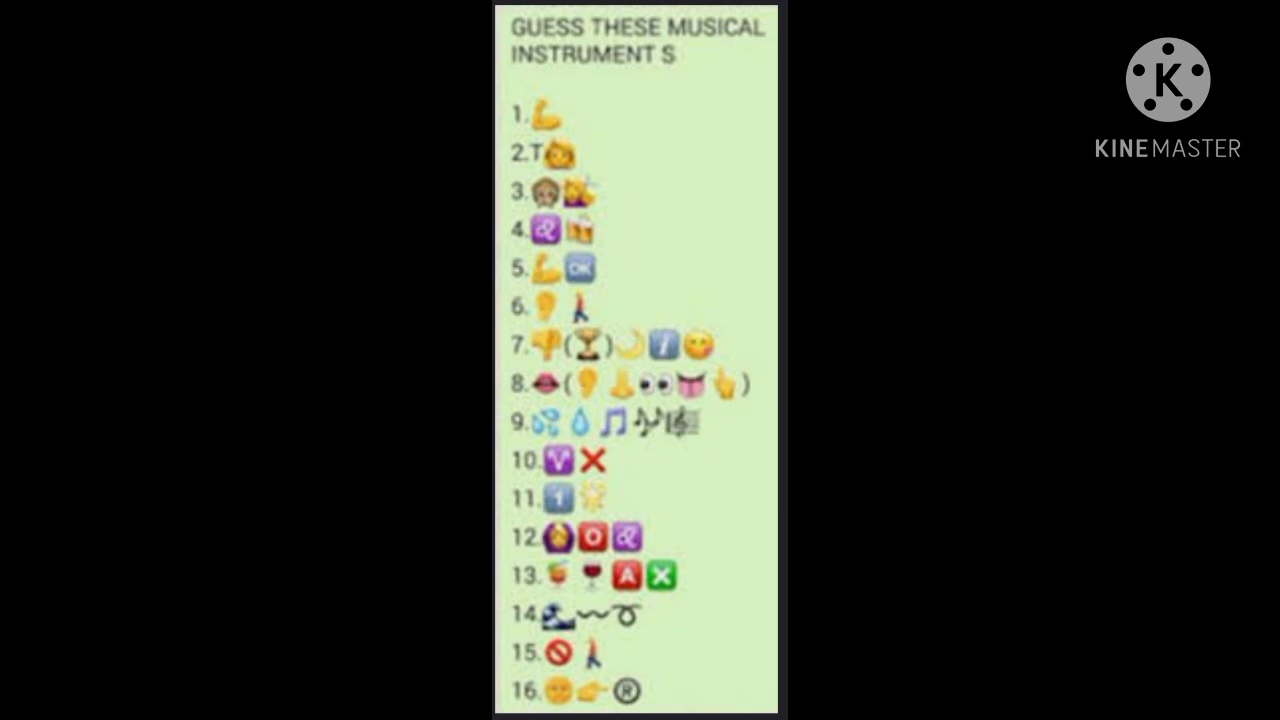 GUESS THESE MUSICAL
INSTRUMENT S
1.💪
2.T👩
3.🙊💁
4.♌🍻
5.💪🆗
6.👂🚶
7.👎(🏆)🌙ℹ️😋
8.👄(👂👃👀👅👆)
9.💦💧🎵🎶🎼
10.♈❌
11.1️⃣🌟
12.🙆🅾️♌
13.🍹🍷🅰️❎
14.🌊〰️➰
15.🚫🚶
16.🌞👉®️
K
KINEMASTER